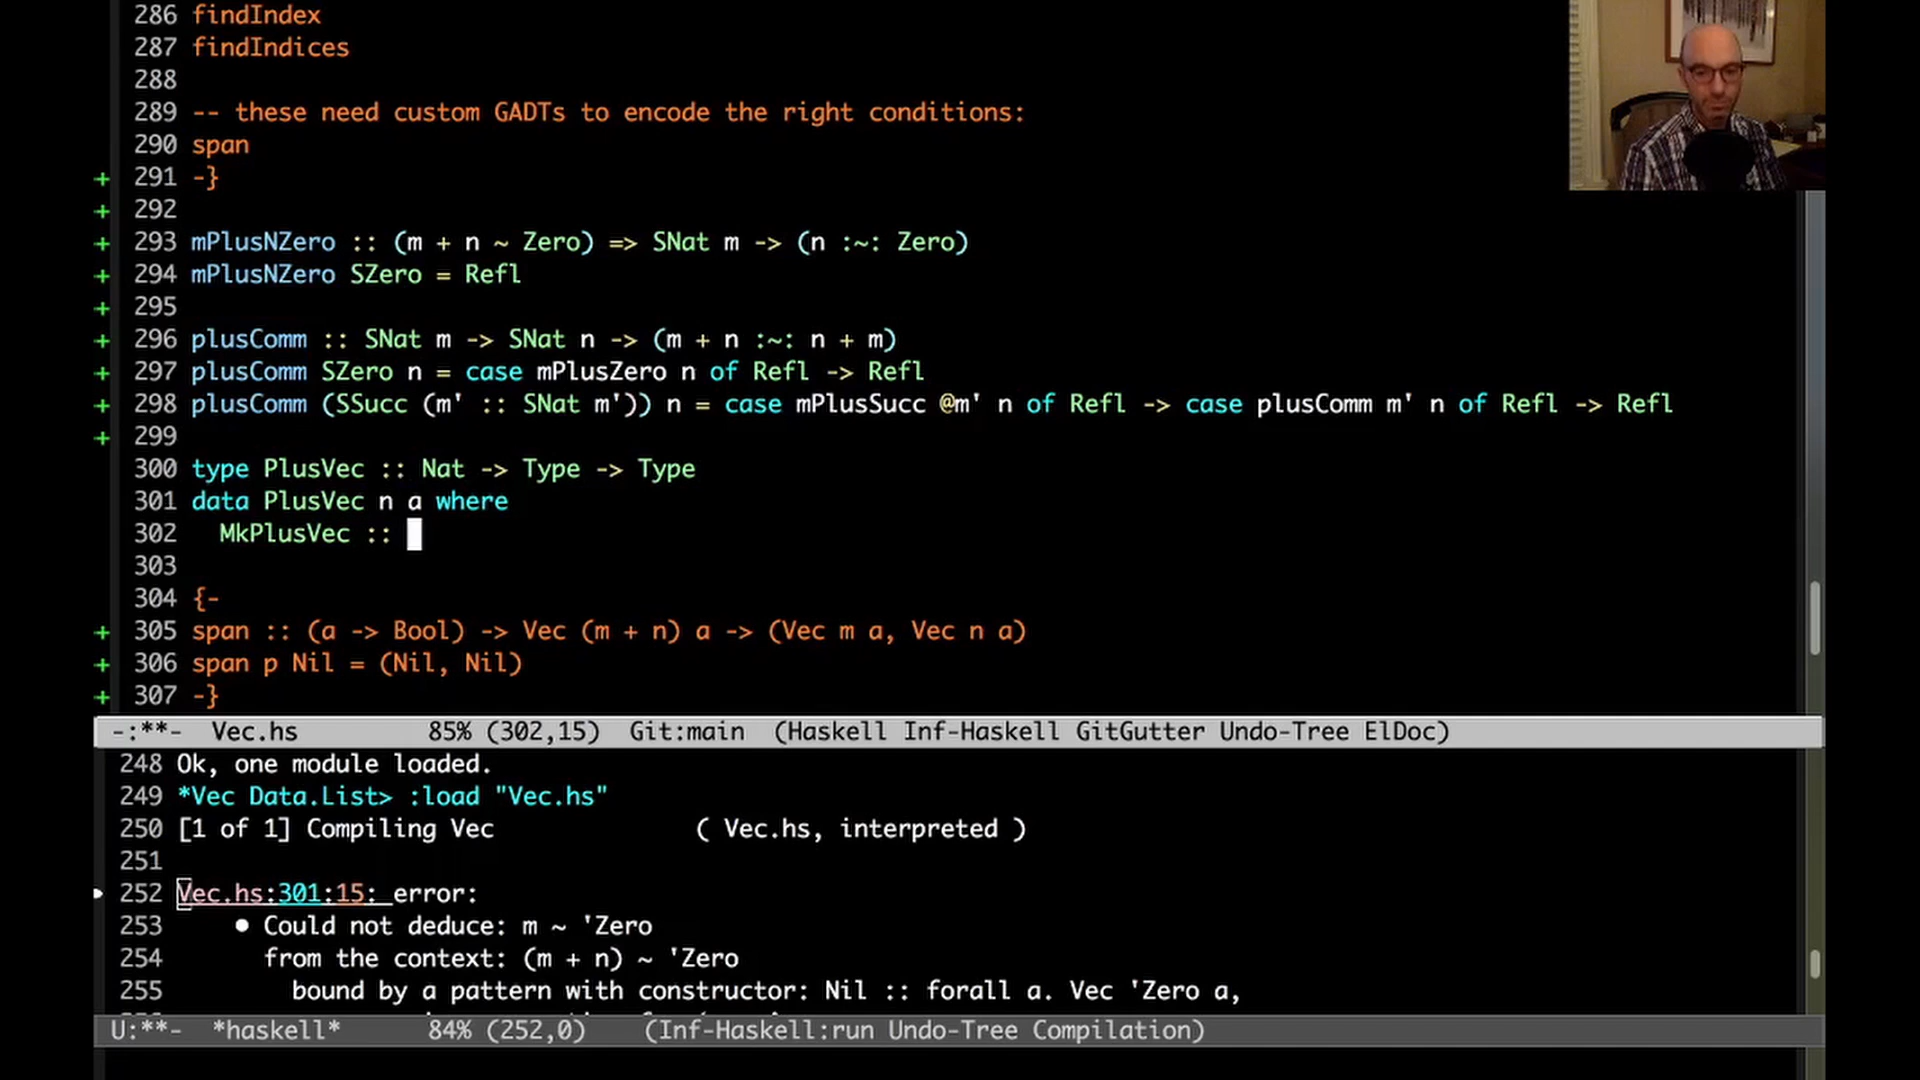 286 findIndex
287 findIndices
288
289 -- these need custom GADTs to encode the right conditions:
290 span
+ 291 -}
+ 292
+ 293 mPlusNZero :: (m + n ~ Zero) => SNat m -> (n :~: Zero)
+ 294 mPlusNZero SZero = Refl
+ 295
+ 296 plusComm :: SNat m -> SNat n -> (m + n :~: n + m)
+ 297 plusComm SZero n = case mPlusZero n of Refl -> Refl
+ 298 plusComm (SSucc (m' :: SNat m')) n = case mPlusSucc @m' n of Refl -> case plusComm m' n of Refl -> Refl
+ 299
300 type PlusVec :: Nat -> Type -> Type
301 data PlusVec n a where
302   MkPlusVec ::
303
304 {-
+ 305 span :: (a -> Bool) -> Vec (m + n) a -> (Vec m a, Vec n a)
+ 306 span p Nil = (Nil, Nil)
+ 307 -}
-:**-  Vec.hs  85% (302,15)  Git:main  (Haskell Inf-Haskell GitGutter Undo-Tree ElDoc)
248 Ok, one module loaded.
249 *Vec Data.List> :load "Vec.hs"
250 [1 of 1] Compiling Vec              ( Vec.hs, interpreted )
251
252 Vec.hs:301:15: error:
253     • Could not deduce: m ~ 'Zero
254       from the context: (m + n) ~ 'Zero
255         bound by a pattern with constructor: Nil :: forall a. Vec 'Zero a,
U:**-  *haskell*  84% (252,0)  (Inf-Haskell:run Undo-Tree Compilation)